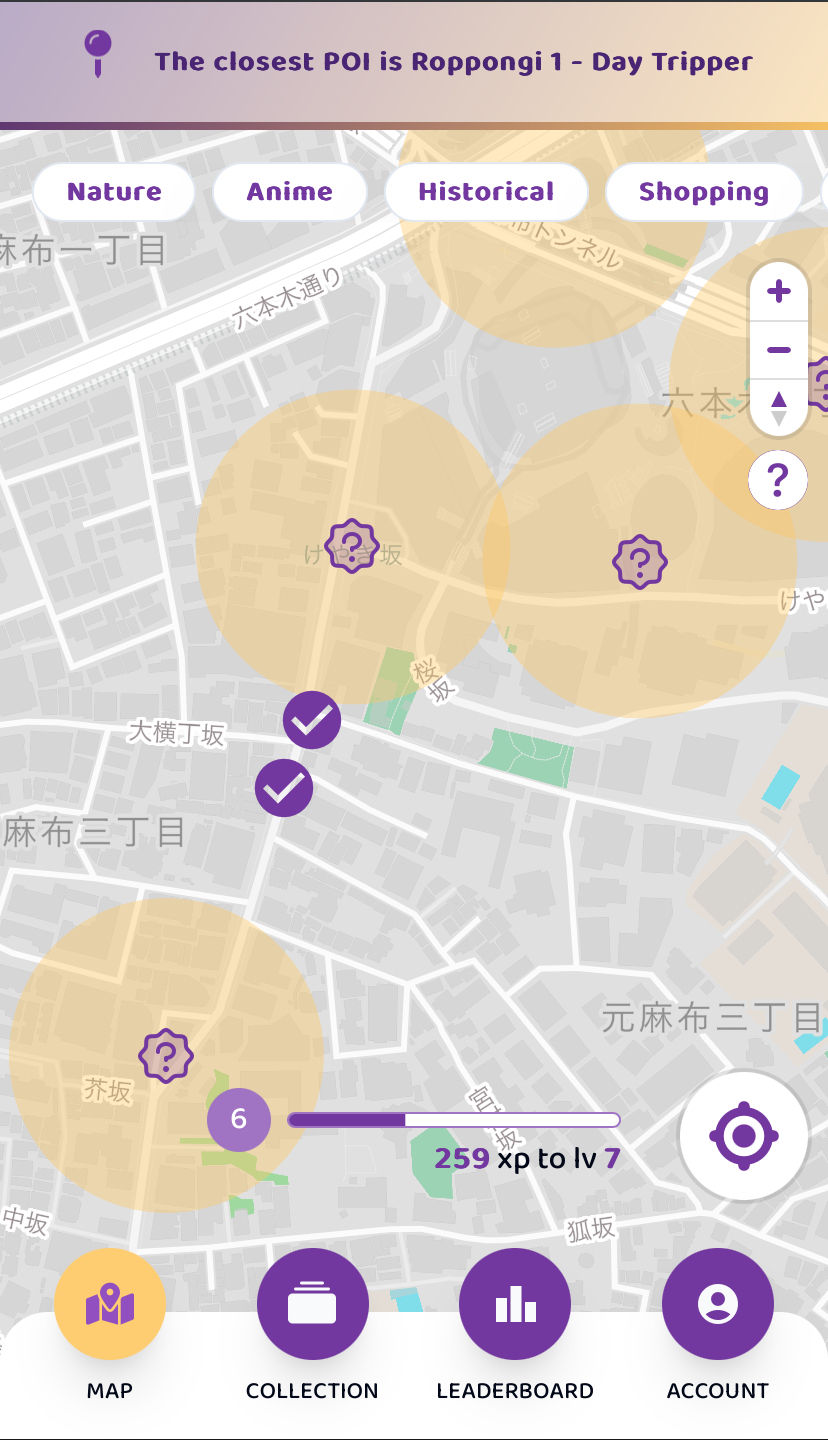 The closest POI is Roppongi 1 - Day Tripper
Nature
Anime
Historical
Shopping
麻布一丁目
トンネル
六本木通り
+
−
六本木
?
けやき坂
?
?
けや
桜坂
大横丁坂
麻布三丁目
元麻布三丁目
?
芥坂
6
259 xp to lv 7
中坂
狐坂
MAP
COLLECTION
LEADERBOARD
ACCOUNT